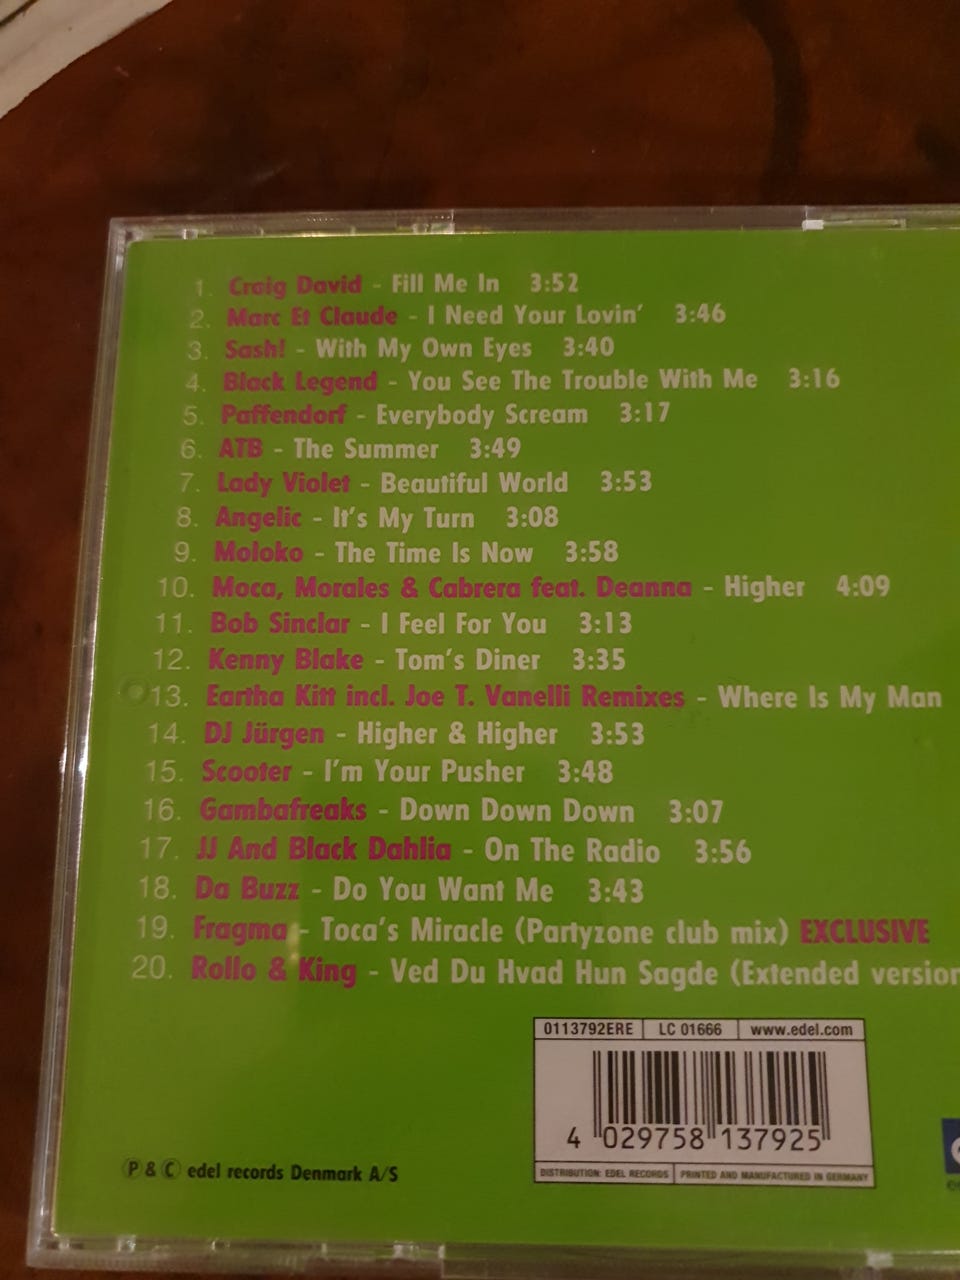 1. Craig David - Fill Me In 3:52
2. Marc Et Claude - I Need Your Lovin' 3:46
3. Sash! - With My Own Eyes 3:40
4. Black Legend - You See The Trouble With Me 3:16
5. Paffendorf - Everybody Scream 3:17
6. ATB - The Summer 3:49
7. Lady Violet - Beautiful World 3:53
8. Angelic - It's My Turn 3:08
9. Moloko - The Time Is Now 3:58
10. Moca, Morales & Cabrera feat. Deanna - Higher 4:09
11. Bob Sinclar - I Feel For You 3:13
12. Kenny Blake - Tom's Diner 3:35
13. Eartha Kitt incl. Joe T. Vanelli Remixes - Where Is My Man
14. DJ Jürgen - Higher & Higher 3:53
15. Scooter - I'm Your Pusher 3:48
16. Gambafreaks - Down Down Down 3:07
17. JJ And Black Dahlia - On The Radio 3:56
18. Da Buzz - Do You Want Me 3:43
19. Fragma - Toca's Miracle (Partyzone club mix) EXCLUSIVE
20. Rollo & King - Ved Du Hvad Hun Sagde (Extended version
0113792ERE LC 01666 www.edel.com
4 029758 137925
DISTRIBUTION: EDEL RECORDS PRINTED AND MANUFACTURED IN GERMANY
Ⓟ & Ⓒ edel records Denmark A/S